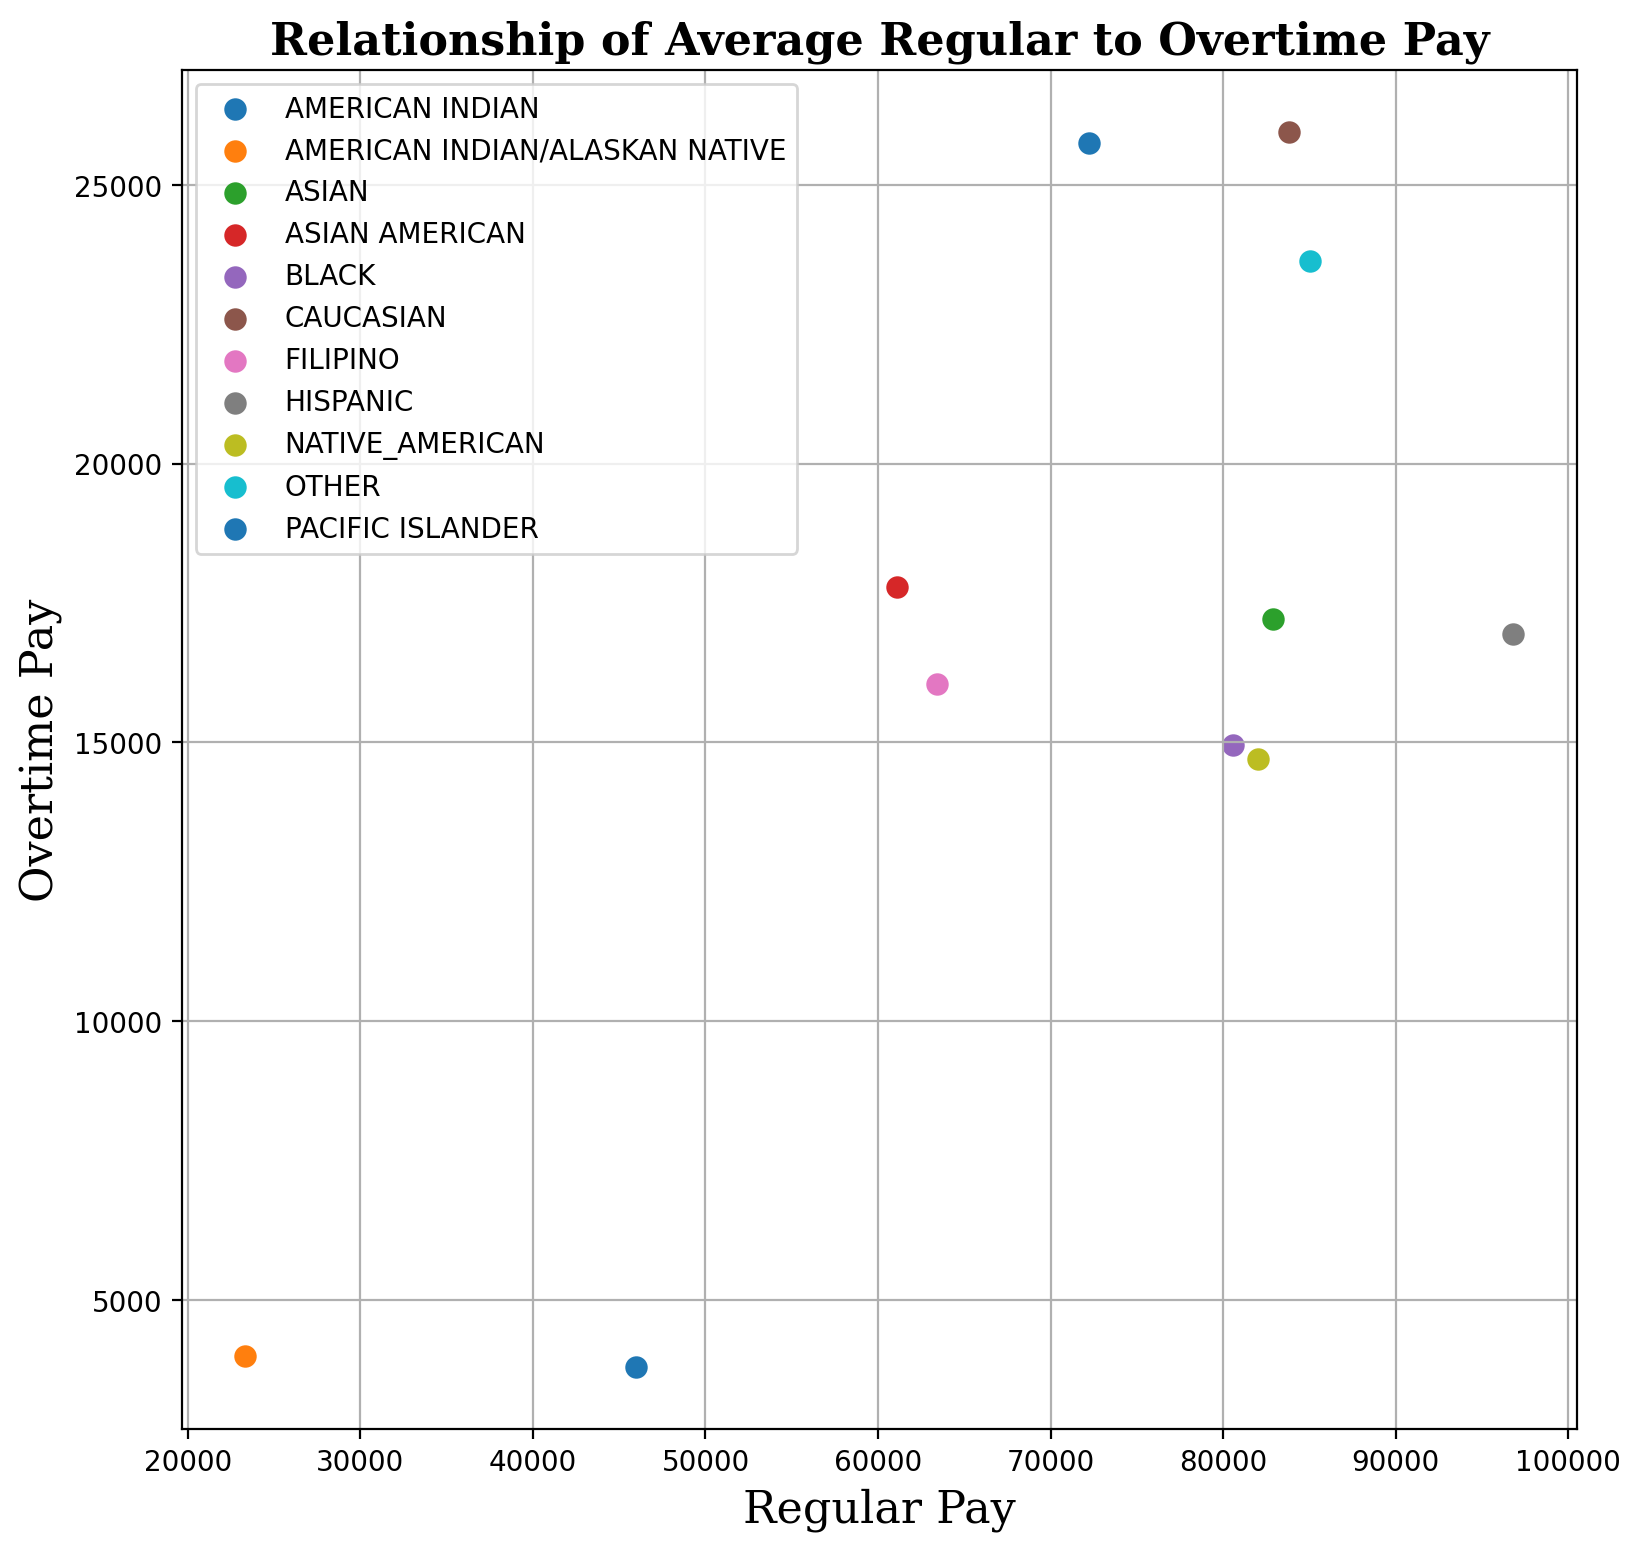 Relationship of Average Regular to Overtime Pay
AMERICAN INDIAN
AMERICAN INDIAN/ALASKAN NATIVE
ASIAN
ASIAN AMERICAN
BLACK
CAUCASIAN
FILIPINO
HISPANIC
NATIVE_AMERICAN
OTHER
PACIFIC ISLANDER
25000
20000
15000
10000
5000
Overtime Pay
20000 30000 40000 50000 60000 70000 80000 90000 100000
Regular Pay